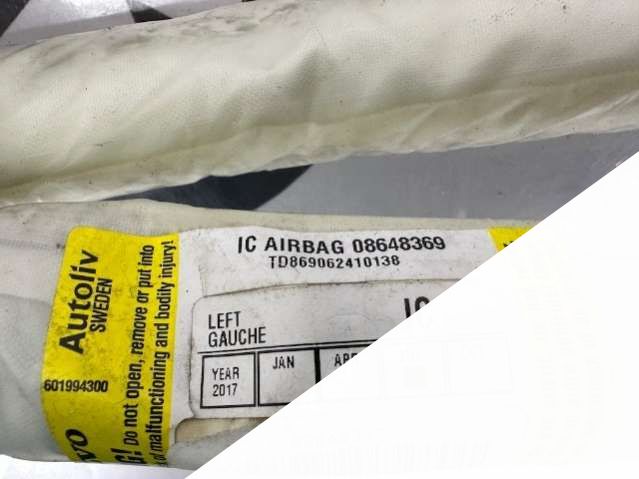 IC AIRBAG 08648369
TD869062410138
LEFT
GAUCHE
YEAR
2017
JAN
Autoliv
SWEDEN
601994300
Do not open, remove or put into
of malfunctioning and bodily injury!